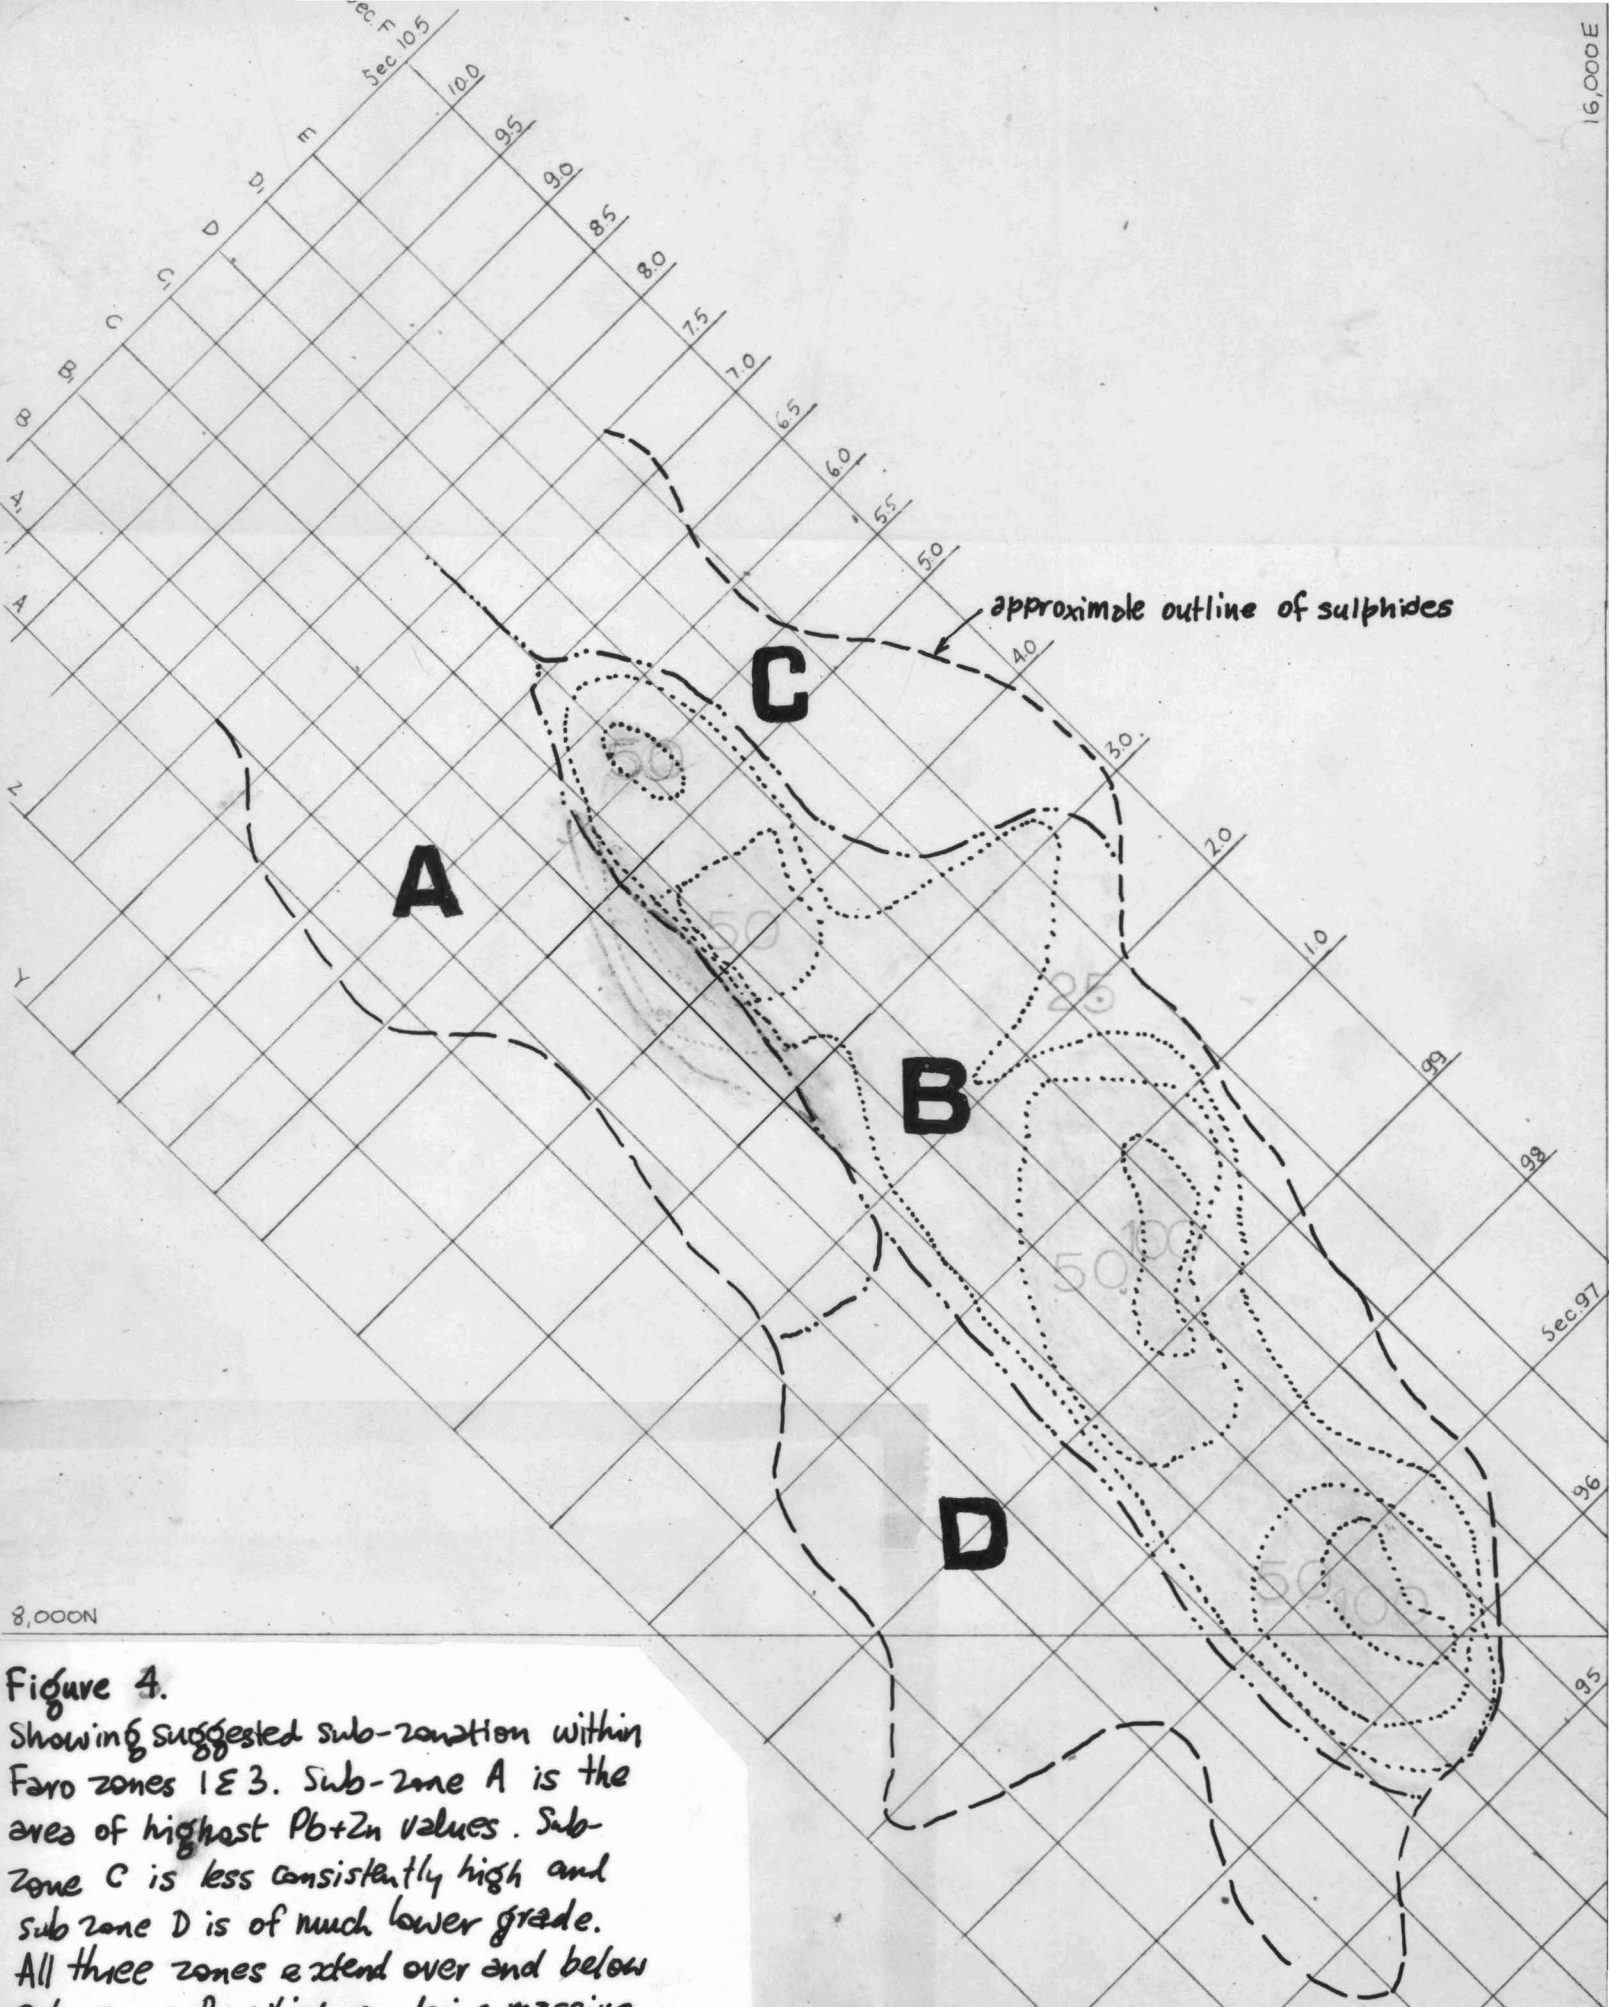 Sec. F
Sec 10.5
10.0
9.5
9.0
8.5
8.0
7.5
7.0
6.5
6.0
5.5
5.0
4.0
3.0
2.0
1.0
99
98
Sec.97
96
95
16,000E
E
D₁
D
C₁
C
B₁
B
A₁
A
Z
Y
approximate outline of sulphides
C
50
A
50
25
B
100
50
D
50
100
8,000N
Figure 4.
Showing suggested sub-zonation within
Faro zones 1&3. Sub-zone A is the
area of highest Pb+Zn values. Sub-
zone C is less consistently high and
sub zone D is of much lower grade.
All three zones extend over and below